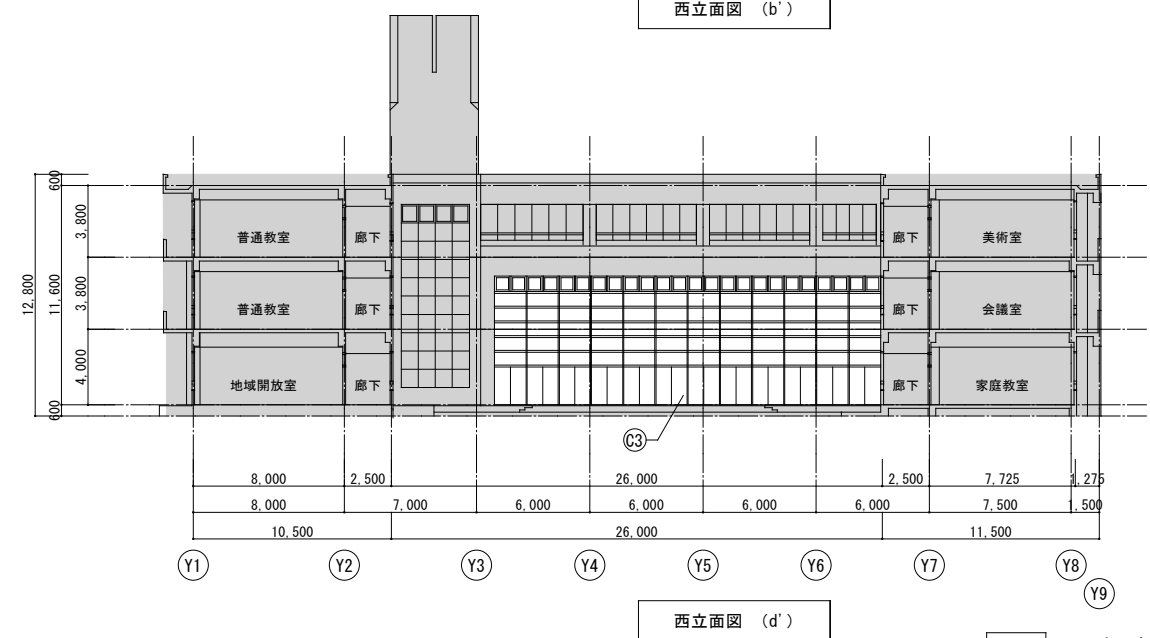 西立面図 (b')
600
3,800
3,800
4,000
600
11,600
12,800
普通教室 廊下 廊下 美術室
普通教室 廊下 廊下 会議室
地域開放室 廊下 廊下 家庭教室
C3
8,000 2,500 26,000 2,500 7,725 1,275
8,000 7,000 6,000 6,000 6,000 6,000 7,500 1,500
10,500 26,000 11,500
Y1 Y2 Y3 Y4 Y5 Y6 Y7 Y8
Y9
西立面図 (d')